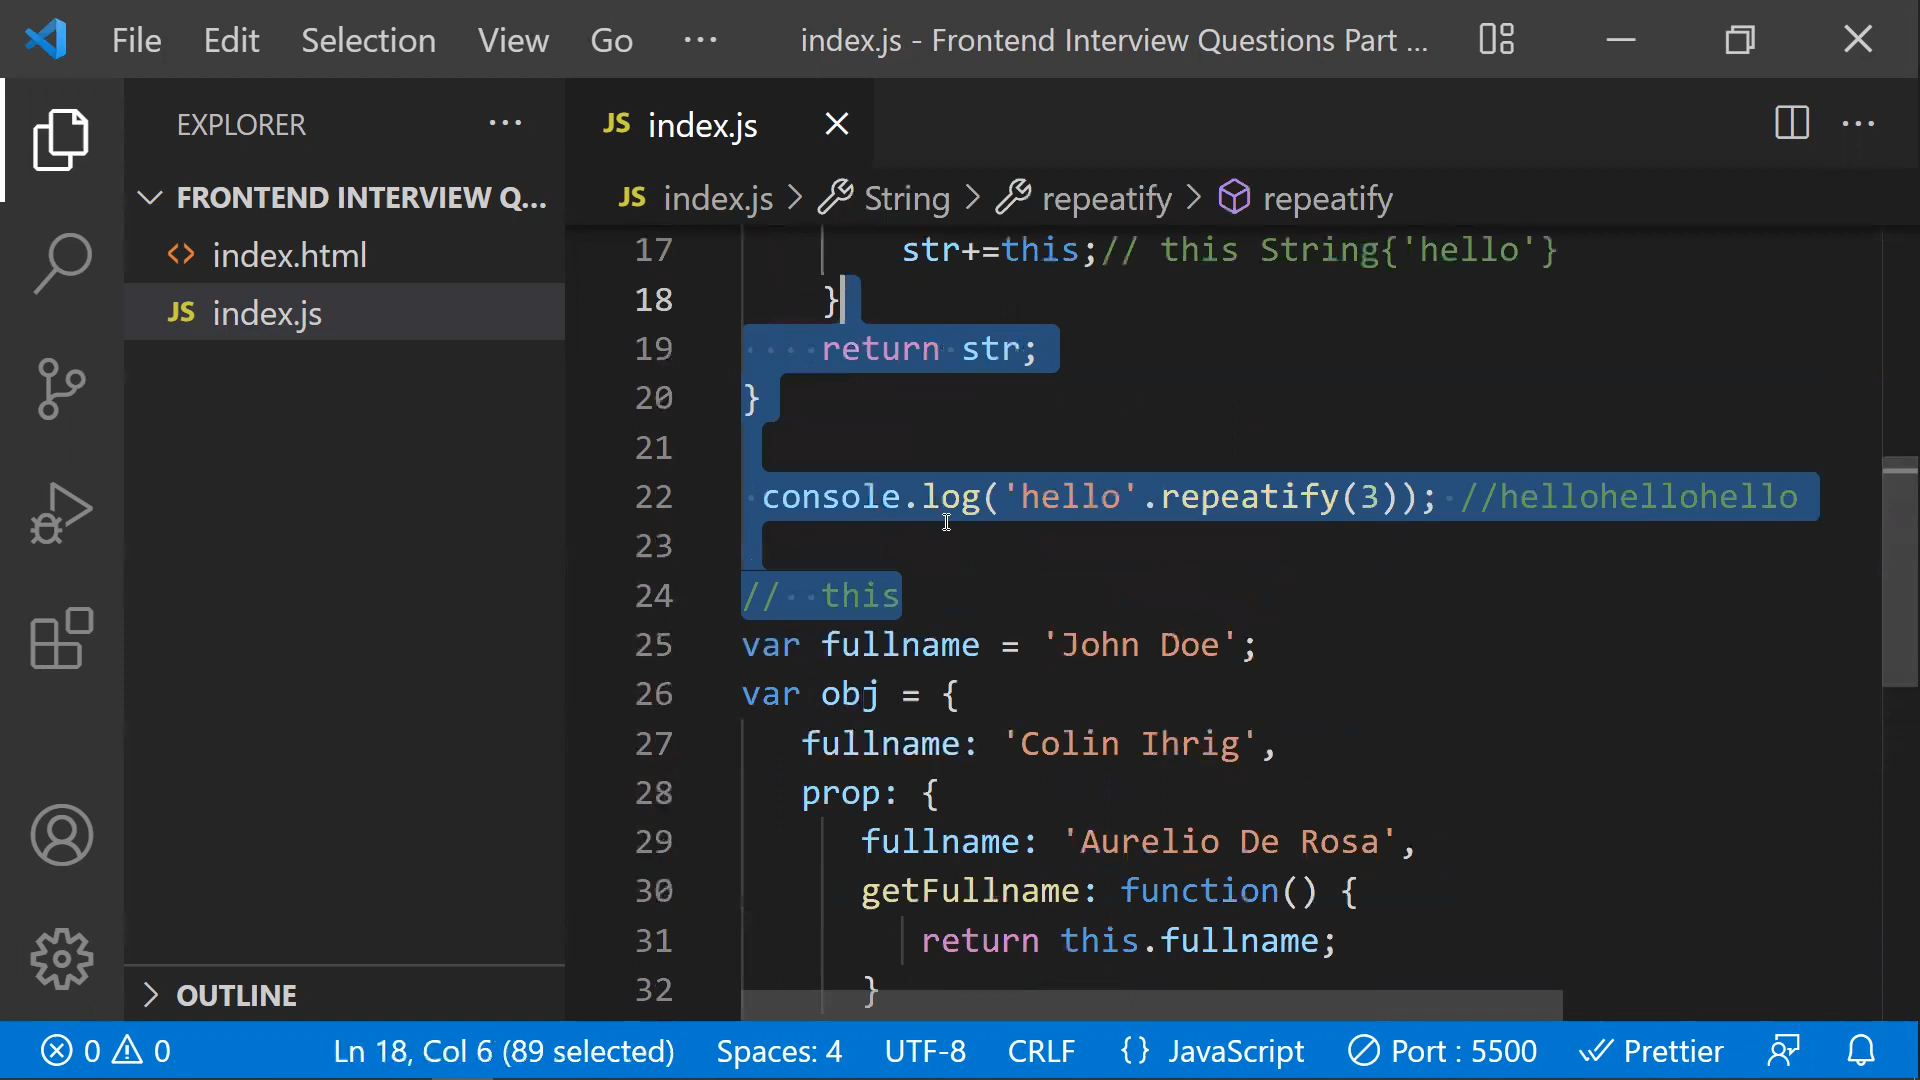 File Edit Selection View Go ··· index.js - Frontend Interview Questions Part ...
EXPLORER ···
JS index.js
FRONTEND INTERVIEW Q...
JS index.js > String > repeatify > repeatify
<> index.html
JS index.js
17 str+=this;// this String{'hello'}
18 }
19 return str;
20 }
21
22 console.log('hello'.repeatify(3)); //hellohellohello
23
24 // this
25 var fullname = 'John Doe';
26 var obj = {
27 fullname: 'Colin Ihrig',
28 prop: {
29 fullname: 'Aurelio De Rosa',
30 getFullname: function() {
31 return this.fullname;
32 }
OUTLINE
0 0 Ln 18, Col 6 (89 selected) Spaces: 4 UTF-8 CRLF {} JavaScript Port : 5500 Prettier